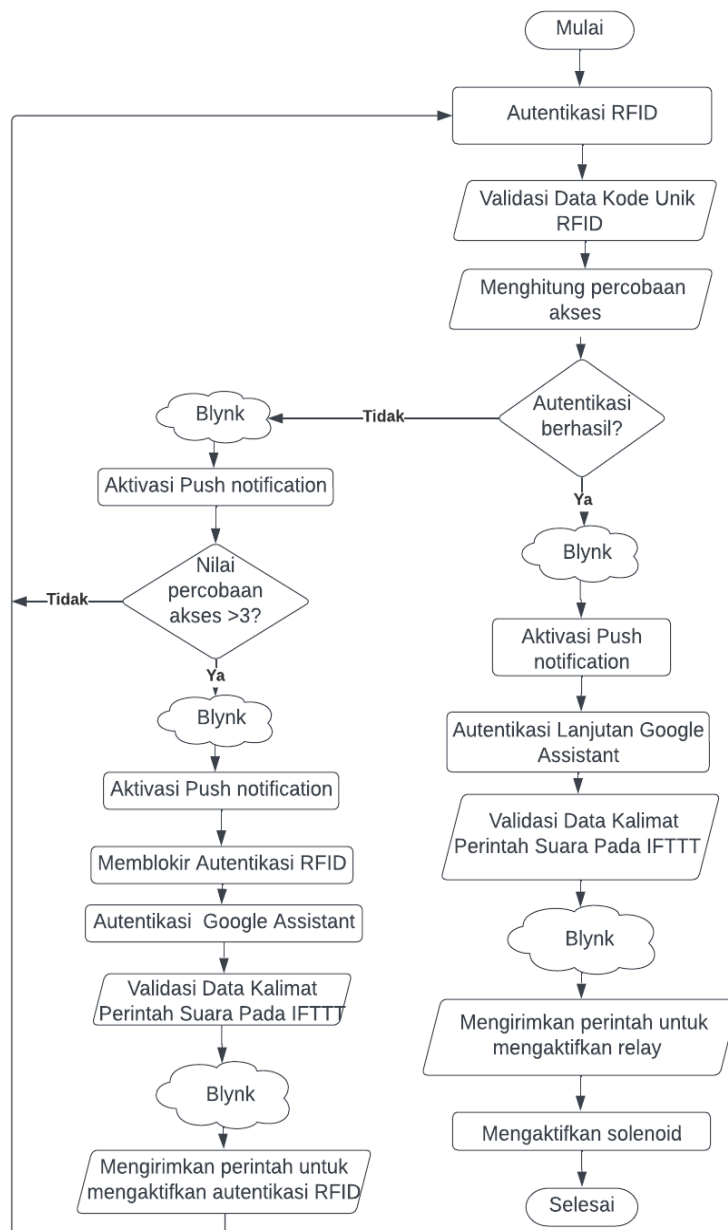 Mulai
Autentikasi RFID
Validasi Data Kode Unik
RFID
Menghitung percobaan
akses
Autentikasi
berhasil?
Tidak
Blynk
Aktivasi Push notification
Nilai
percobaan
akses >3?
Tidak
Ya
Blynk
Aktivasi Push notification
Memblokir Autentikasi RFID
Autentikasi  Google Assistant
Validasi Data Kalimat
Perintah Suara Pada IFTTT
Blynk
Mengirimkan perintah untuk
mengaktifkan autentikasi RFID
Ya
Blynk
Aktivasi Push
notification
Autentikasi Lanjutan Google
Assistant
Validasi Data Kalimat
Perintah Suara Pada IFTTT
Blynk
Mengirimkan perintah untuk
mengaktifkan relay
Mengaktifkan solenoid
Selesai